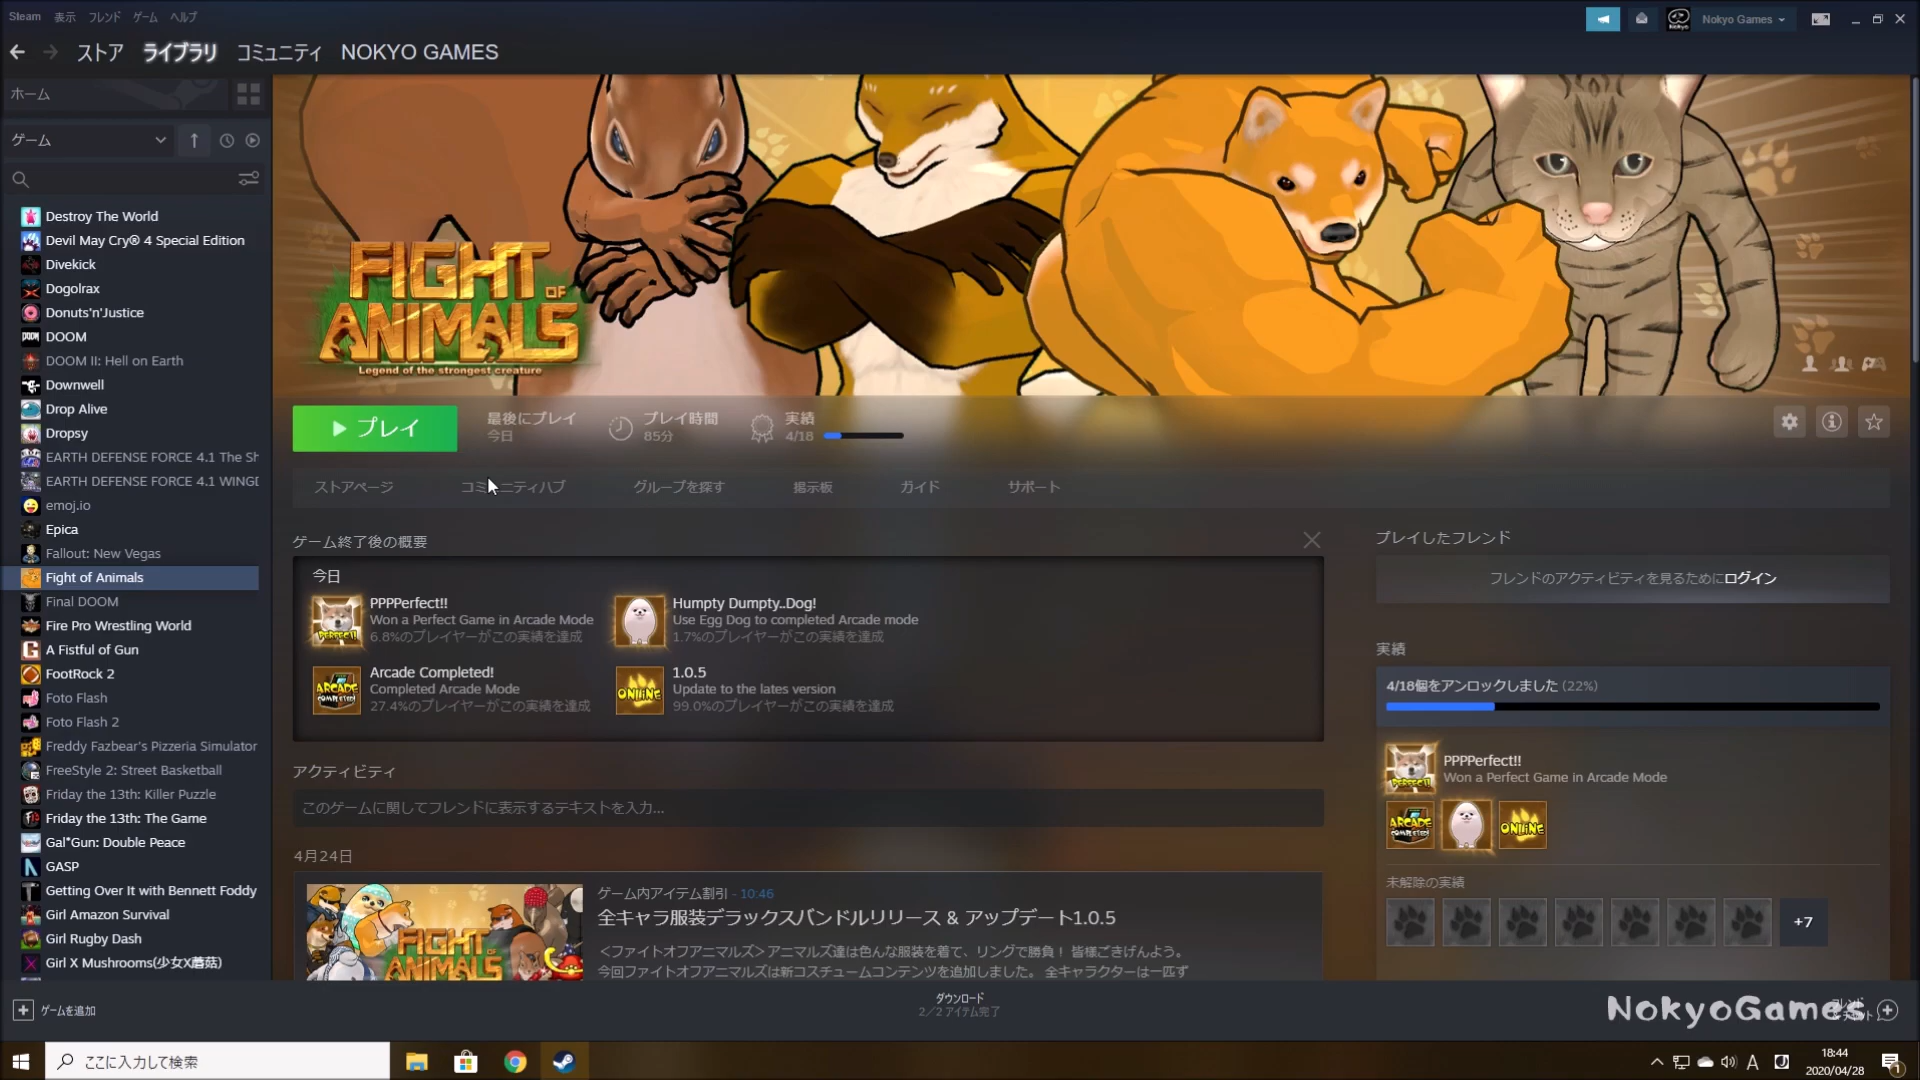 Steam 表示 フレンド ゲーム ヘルプ
Nokyo Games
ストア ライブラリ コミュニティ NOKYO GAMES
ホーム
ゲーム
Destroy The World
Devil May Cry® 4 Special Edition
Divekick
Dogolrax
Donuts'n'Justice
DOOM
DOOM II: Hell on Earth
Downwell
Drop Alive
Dropsy
EARTH DEFENSE FORCE 4.1 The Sh
EARTH DEFENSE FORCE 4.1 WINGD
emoj.io
Epica
Fallout: New Vegas
Fight of Animals
Final DOOM
Fire Pro Wrestling World
A Fistful of Gun
FootRock 2
Foto Flash
Foto Flash 2
Freddy Fazbear's Pizzeria Simulator
FreeStyle 2: Street Basketball
Friday the 13th: Killer Puzzle
Friday the 13th: The Game
Gal*Gun: Double Peace
GASP
Getting Over It with Bennett Foddy
Girl Amazon Survival
Girl Rugby Dash
Girl X Mushrooms(少女X蘑菇)
ゲームを追加
FIGHT OF
ANIMALS
Legend of the strongest creature
プレイ
最後にプレイ
今日
プレイ時間
85分
実績
4/18
ストアページ コミュニティハブ グループを探す 掲示板 ガイド サポート
ゲーム終了後の概要
今日
PPPPerfect!!
Won a Perfect Game in Arcade Mode
6.8%のプレイヤーがこの実績を達成
Humpty Dumpty..Dog!
Use Egg Dog to completed Arcade mode
1.7%のプレイヤーがこの実績を達成
Arcade Completed!
Completed Arcade Mode
27.4%のプレイヤーがこの実績を達成
1.0.5
Update to the lates version
99.0%のプレイヤーがこの実績を達成
アクティビティ
このゲームに関してフレンドに表示するテキストを入力...
4月24日
FIGHT OF
ANIMALS
ゲーム内アイテム割引 - 10:46
全キャラ服装デラックスバンドルリリース & アップデート1.0.5
＜ファイトオフアニマルズ＞アニマルズ達は色んな服装を着て、リングで勝負！ 皆様ごきげんよう。
今回ファイトオフアニマルズは新コスチュームコンテンツを追加しました。 全キャラクターは一匹ず
プレイしたフレンド
フレンドのアクティビティを見るためにログイン
実績
4/18個をアンロックしました (22%)
PPPPerfect!!
Won a Perfect Game in Arcade Mode
ARCADE
COMPLETED!
ONLINE
未解除の実績
+7
ダウンロード
2／2 アイテム完了
NokyoGames
ここに入力して検索
A
18:44
2020/04/28
1